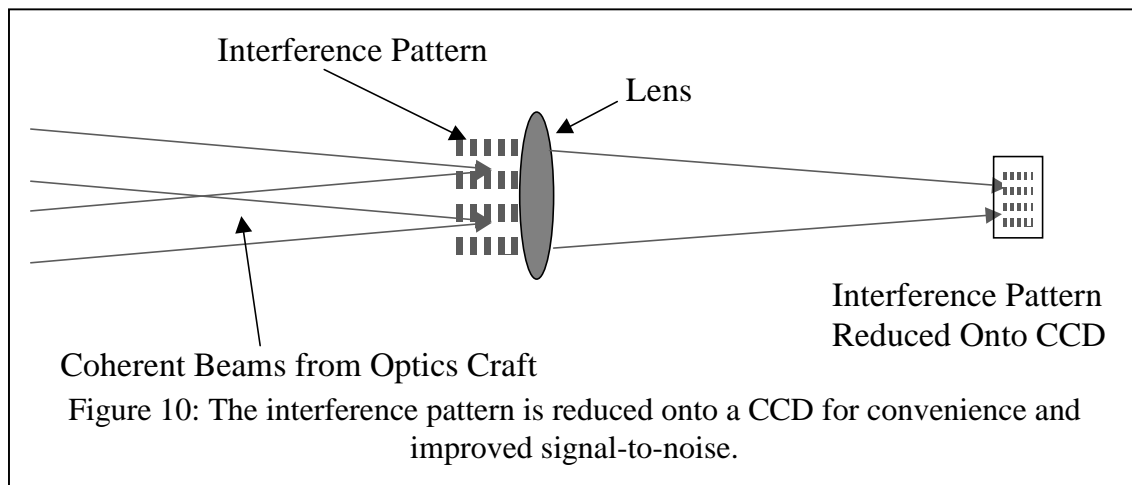 Interference Pattern
Lens
Interference Pattern
Reduced Onto CCD
Coherent Beams from Optics Craft
Figure 10: The interference pattern is reduced onto a CCD for convenience and
improved signal-to-noise.